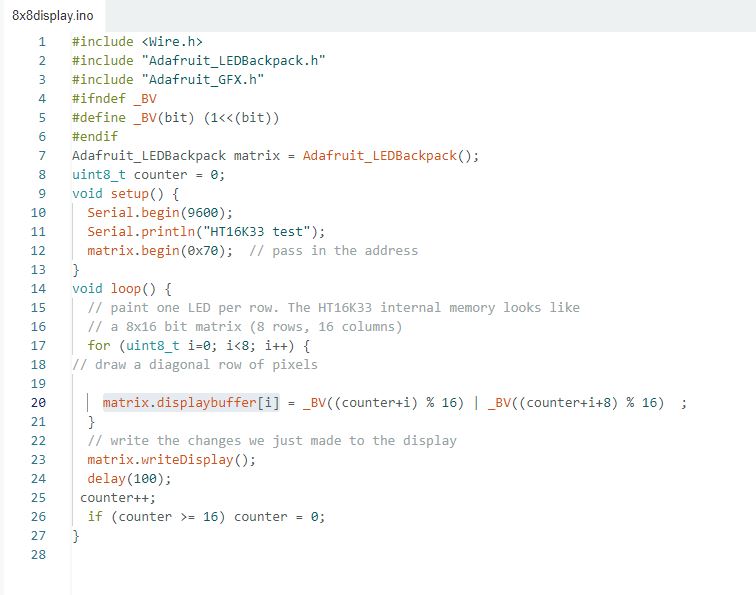 8x8display.ino
1 #include <Wire.h>
2 #include "Adafruit_LEDBackpack.h"
3 #include "Adafruit_GFX.h"
4 #ifndef _BV
5 #define _BV(bit) (1<<(bit))
6 #endif
7 Adafruit_LEDBackpack matrix = Adafruit_LEDBackpack();
8 uint8_t counter = 0;
9 void setup() {
10   Serial.begin(9600);
11   Serial.println("HT16K33 test");
12   matrix.begin(0x70);  // pass in the address
13 }
14 void loop() {
15   // paint one LED per row. The HT16K33 internal memory looks like
16   // a 8x16 bit matrix (8 rows, 16 columns)
17   for (uint8_t i=0; i<8; i++) {
18 // draw a diagonal row of pixels
19
20     matrix.displaybuffer[i] = _BV((counter+i) % 16) | _BV((counter+i+8) % 16)  ;
21   }
22   // write the changes we just made to the display
23   matrix.writeDisplay();
24   delay(100);
25  counter++;
26   if (counter >= 16) counter = 0;
27 }
28